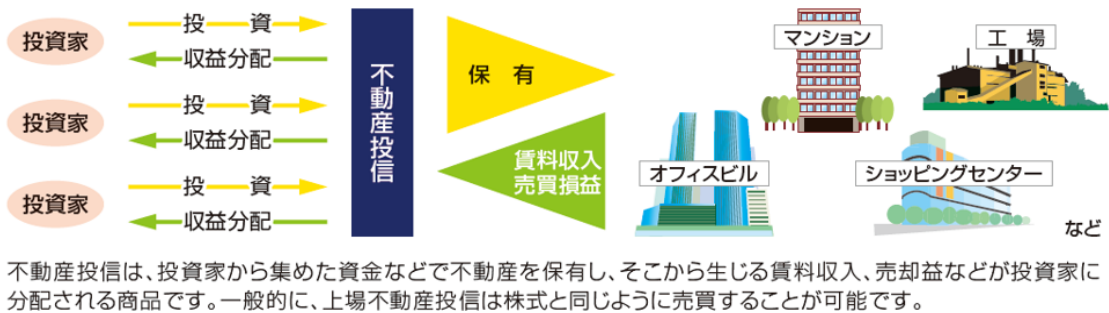 投資家
投　資
収益分配
投資家
投　資
収益分配
投資家
投　資
収益分配
不動産投信
保　有
賃料収入
売買損益
マンション
工　場
オフィスビル
ショッピングセンター
など
不動産投信は、投資家から集めた資金などで不動産を保有し、そこから生じる賃料収入、売却益などが投資家に
分配される商品です。一般的に、上場不動産投信は株式と同じように売買することが可能です。